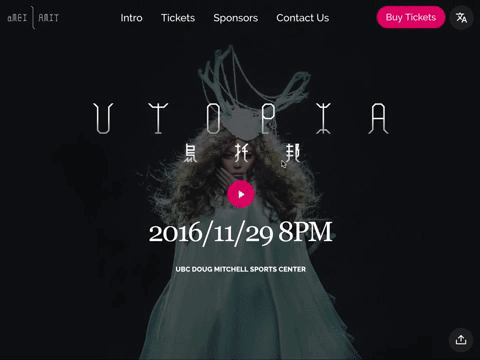 aMEI AMIT
Intro Tickets Sponsors Contact Us Buy Tickets
UTOPIA
烏托邦
2016/11/29 8PM
UBC DOUG MITCHELL SPORTS CENTER